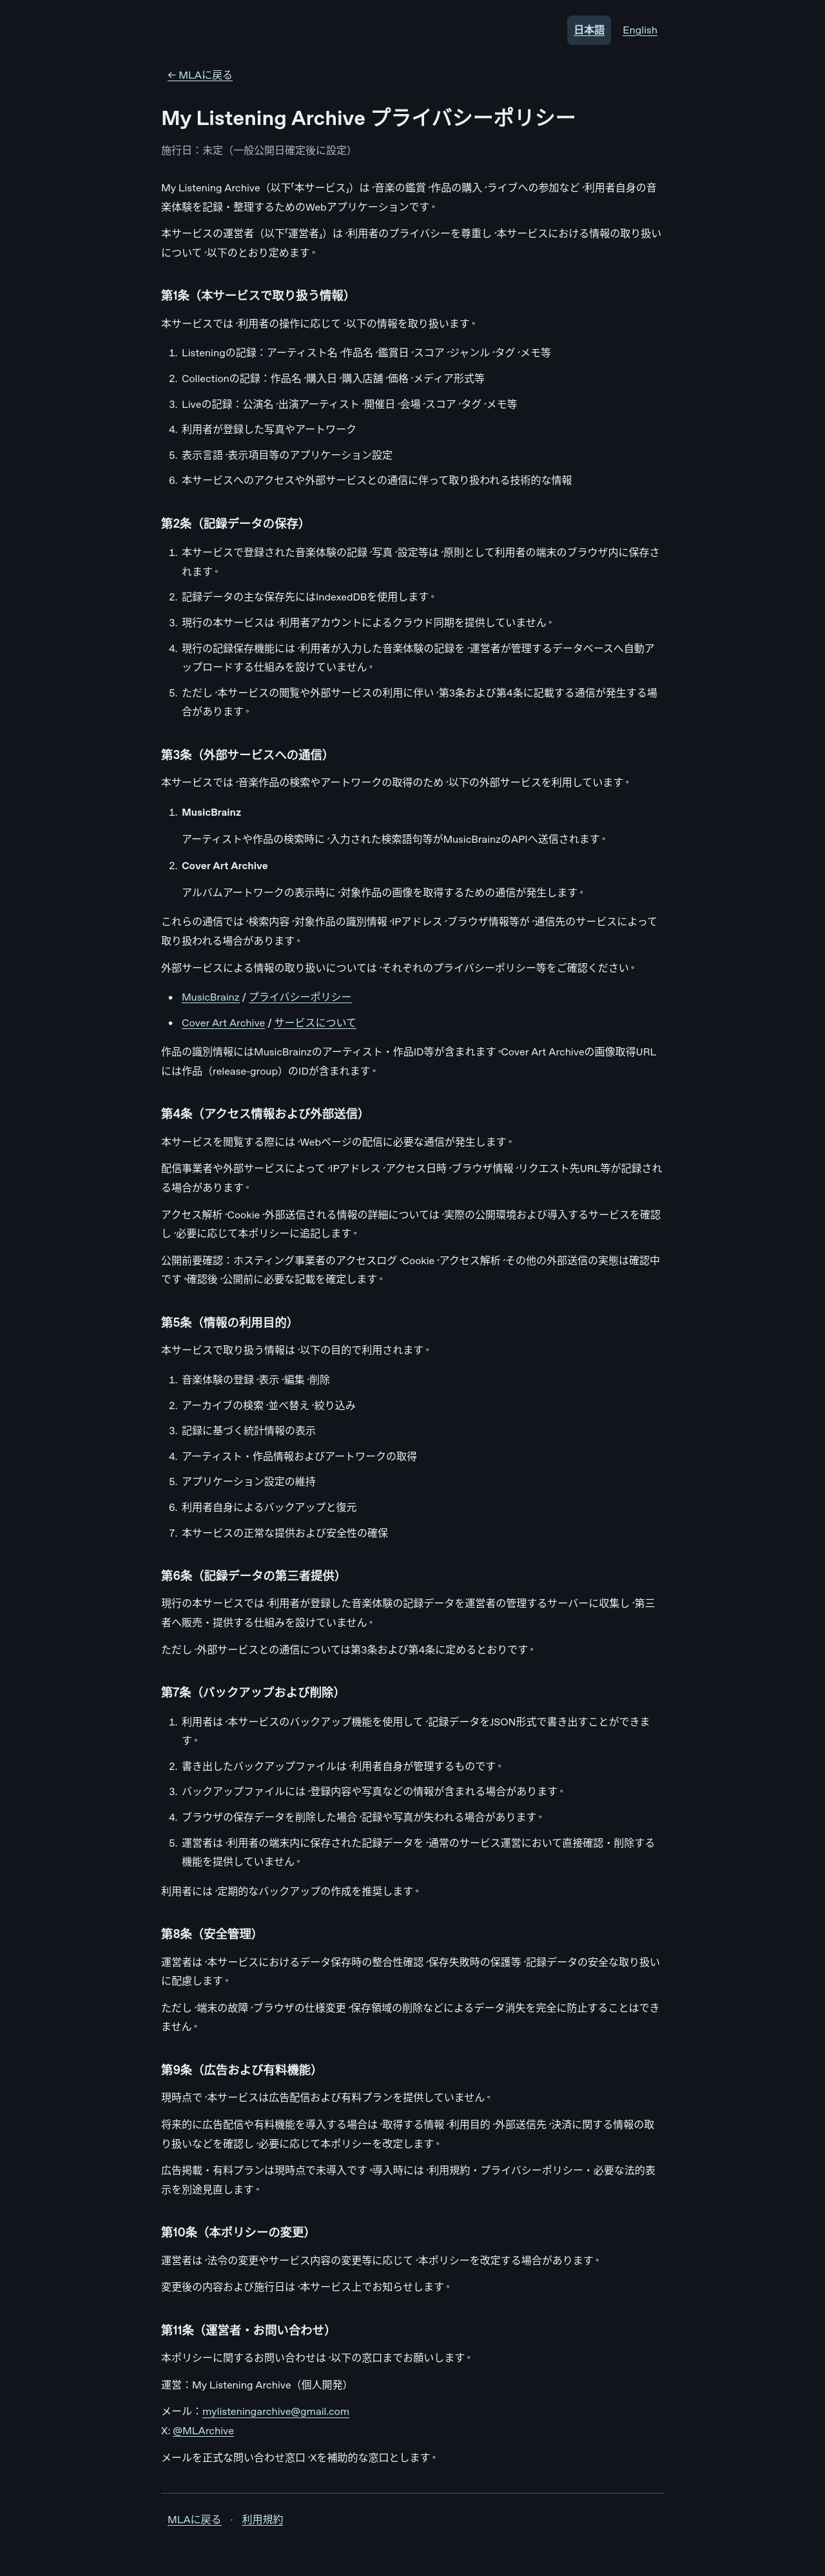 日本語 English
← MLAに戻る
My Listening Archive プライバシーポリシー
施行日：未定（一般公開日確定後に設定）
My Listening Archive（以下「本サービス」）は、音楽の鑑賞、作品の購入、ライブへの参加など、利用者自身の音
楽体験を記録・整理するためのWebアプリケーションです。
本サービスの運営者（以下「運営者」）は、利用者のプライバシーを尊重し、本サービスにおける情報の取り扱い
について、以下のとおり定めます。
第1条（本サービスで取り扱う情報）
本サービスでは、利用者の操作に応じて、以下の情報を取り扱います。
1. Listeningの記録：アーティスト名、作品名、鑑賞日、スコア、ジャンル、タグ、メモ等
2. Collectionの記録：作品名、購入日、購入店舗、価格、メディア形式等
3. Liveの記録：公演名、出演アーティスト、開催日、会場、スコア、タグ、メモ等
4. 利用者が登録した写真やアートワーク
5. 表示言語、表示項目等のアプリケーション設定
6. 本サービスへのアクセスや外部サービスとの通信に伴って取り扱われる技術的な情報
第2条（記録データの保存）
1. 本サービスで登録された音楽体験の記録、写真、設定等は、原則として利用者の端末のブラウザ内に保存さ
れます。
2. 記録データの主な保存先にはIndexedDBを使用します。
3. 現行の本サービスは、利用者アカウントによるクラウド同期を提供していません。
4. 現行の記録保存機能には、利用者が入力した音楽体験の記録を、運営者が管理するデータベースへ自動ア
ップロードする仕組みを設けていません。
5. ただし、本サービスの閲覧や外部サービスの利用に伴い、第3条および第4条に記載する通信が発生する場
合があります。
第3条（外部サービスへの通信）
本サービスでは、音楽作品の検索やアートワークの取得のため、以下の外部サービスを利用しています。
1. MusicBrainz
アーティストや作品の検索時に、入力された検索語句等がMusicBrainzのAPIへ送信されます。
2. Cover Art Archive
アルバムアートワークの表示時に、対象作品の画像を取得するための通信が発生します。
これらの通信では、検索内容、対象作品の識別情報、IPアドレス、ブラウザ情報等が、通信先のサービスによって
取り扱われる場合があります。
外部サービスによる情報の取り扱いについては、それぞれのプライバシーポリシー等をご確認ください。
• MusicBrainz / プライバシーポリシー
• Cover Art Archive / サービスについて
作品の識別情報にはMusicBrainzのアーティスト・作品ID等が含まれます。Cover Art Archiveの画像取得URL
には作品（release-group）のIDが含まれます。
第4条（アクセス情報および外部送信）
本サービスを閲覧する際には、Webページの配信に必要な通信が発生します。
配信事業者や外部サービスによって、IPアドレス、アクセス日時、ブラウザ情報、リクエスト先URL等が記録され
る場合があります。
アクセス解析、Cookie、外部送信される情報の詳細については、実際の公開環境および導入するサービスを確認
し、必要に応じて本ポリシーに追記します。
公開前要確認：ホスティング事業者のアクセスログ、Cookie、アクセス解析、その他の外部送信の実態は確認中
です。確認後、公開前に必要な記載を確定します。
第5条（情報の利用目的）
本サービスで取り扱う情報は、以下の目的で利用されます。
1. 音楽体験の登録、表示、編集、削除
2. アーカイブの検索、並べ替え、絞り込み
3. 記録に基づく統計情報の表示
4. アーティスト・作品情報およびアートワークの取得
5. アプリケーション設定の維持
6. 利用者自身によるバックアップと復元
7. 本サービスの正常な提供および安全性の確保
第6条（記録データの第三者提供）
現行の本サービスでは、利用者が登録した音楽体験の記録データを運営者の管理するサーバーに収集し、第三
者へ販売・提供する仕組みを設けていません。
ただし、外部サービスとの通信については第3条および第4条に定めるとおりです。
第7条（バックアップおよび削除）
1. 利用者は、本サービスのバックアップ機能を使用して、記録データをJSON形式で書き出すことができま
す。
2. 書き出したバックアップファイルは、利用者自身が管理するものです。
3. バックアップファイルには、登録内容や写真などの情報が含まれる場合があります。
4. ブラウザの保存データを削除した場合、記録や写真が失われる場合があります。
5. 運営者は、利用者の端末内に保存された記録データを、通常のサービス運営において直接確認・削除する
機能を提供していません。
利用者には、定期的なバックアップの作成を推奨します。
第8条（安全管理）
運営者は、本サービスにおけるデータ保存時の整合性確認、保存失敗時の保護等、記録データの安全な取り扱い
に配慮します。
ただし、端末の故障、ブラウザの仕様変更、保存領域の削除などによるデータ消失を完全に防止することはでき
ません。
第9条（広告および有料機能）
現時点で、本サービスは広告配信および有料プランを提供していません。
将来的に広告配信や有料機能を導入する場合は、取得する情報、利用目的、外部送信先、決済に関する情報の取
り扱いなどを確認し、必要に応じて本ポリシーを改定します。
広告掲載・有料プランは現時点で未導入です。導入時には、利用規約・プライバシーポリシー・必要な法的表
示を別途見直します。
第10条（本ポリシーの変更）
運営者は、法令の変更やサービス内容の変更等に応じて、本ポリシーを改定する場合があります。
変更後の内容および施行日は、本サービス上でお知らせします。
第11条（運営者・お問い合わせ）
本ポリシーに関するお問い合わせは、以下の窓口までお願いします。
運営：My Listening Archive（個人開発）
メール：mylisteningarchive@gmail.com
X: @MLArchive
メールを正式な問い合わせ窓口、Xを補助的な窓口とします。
MLAに戻る · 利用規約